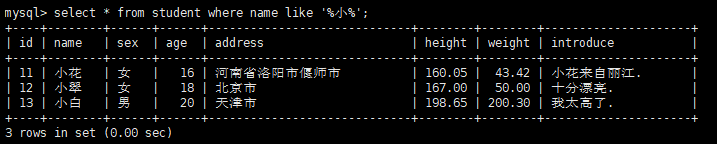 mysql> select * from student where name like '%小%';
+----+------+-----+-----+--------------------------+--------+--------+----------------------+
| id | name | sex | age | address | height | weight | introduce |
+----+------+-----+-----+--------------------------+--------+--------+----------------------+
| 11 | 小花 | 女 | 16 | 河南省洛阳市偃师市 | 160.05 | 43.42 | 小花来自丽江. |
| 12 | 小翠 | 女 | 18 | 北京市 | 167.00 | 50.00 | 十分漂亮. |
| 13 | 小白 | 男 | 20 | 天津市 | 198.65 | 200.30 | 我太高了. |
+----+------+-----+-----+--------------------------+--------+--------+----------------------+
3 rows in set (0.00 sec)